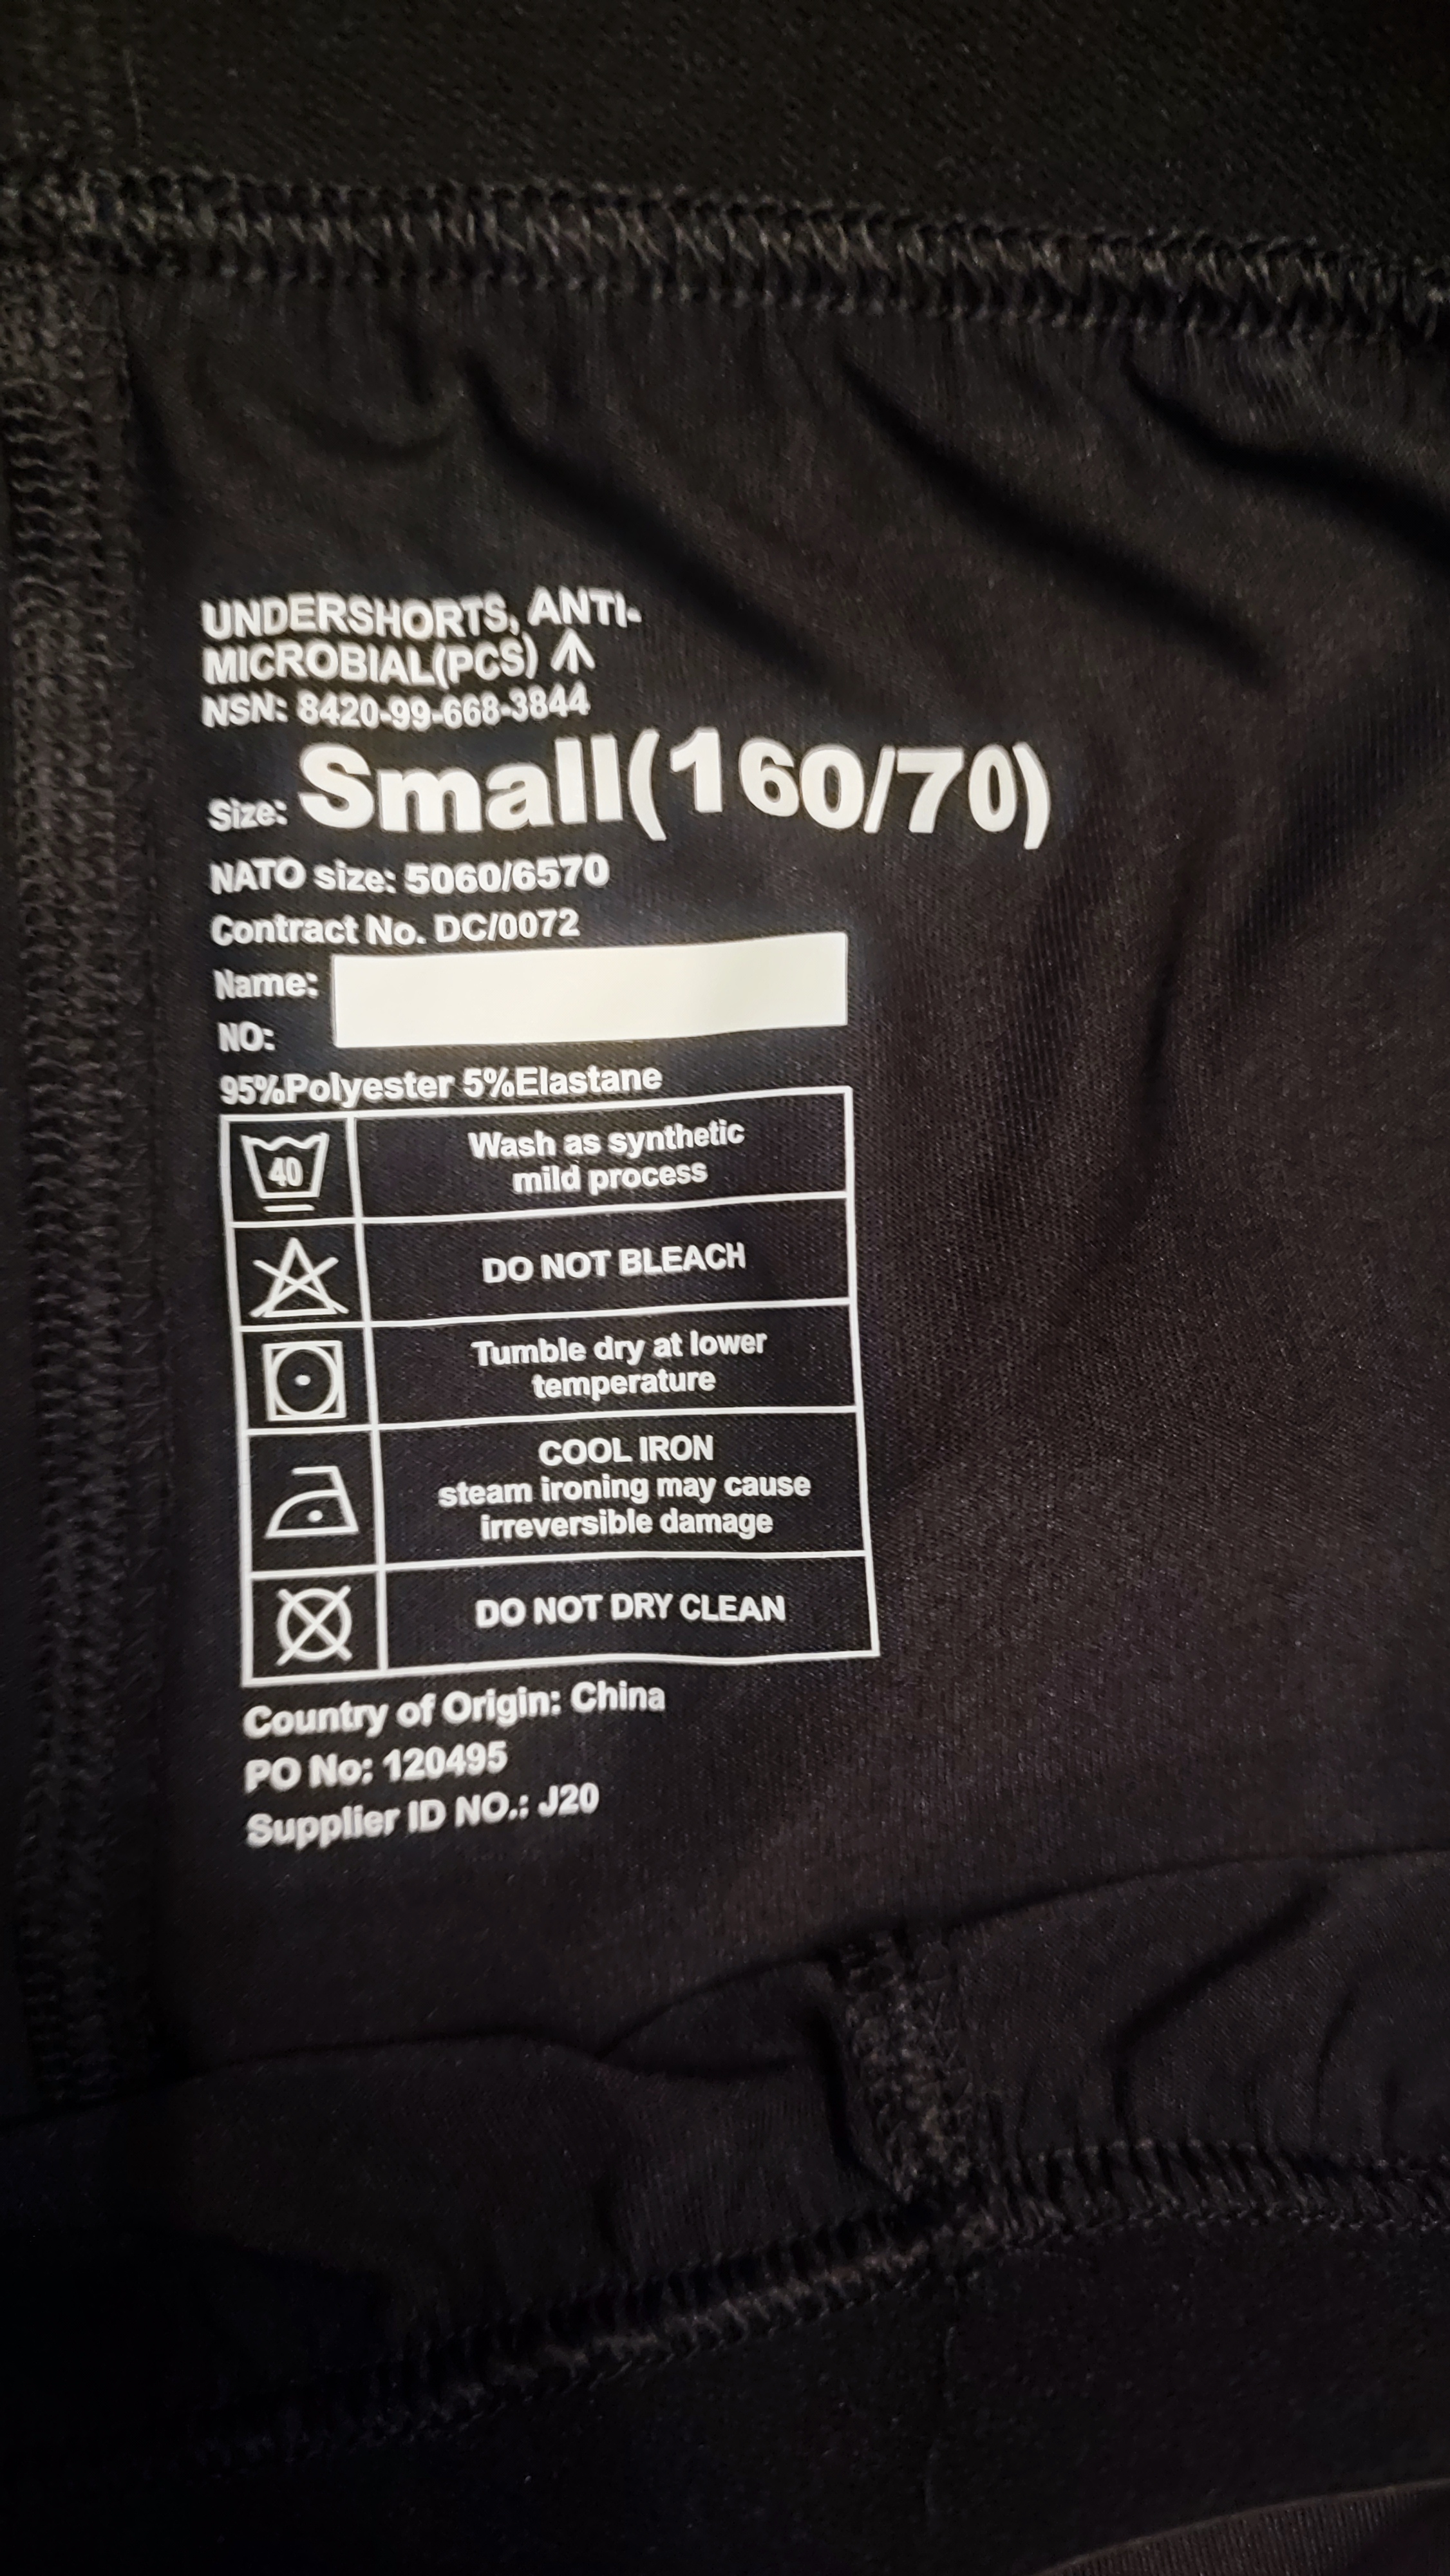 UNDERSHORTS, ANTI-
MICROBIAL(PCS)
NSN: 8420-99-668-3844
Size: Small(160/70)
NATO size: 5060/6570
Contract No. DC/0072
Name:
NO:
95%Polyester 5%Elastane
40
Wash as synthetic
mild process
DO NOT BLEACH
Tumble dry at lower
temperature
COOL IRON
steam ironing may cause
irreversible damage
DO NOT DRY CLEAN
Country of Origin: China
PO No: 120495
Supplier ID NO.: J20